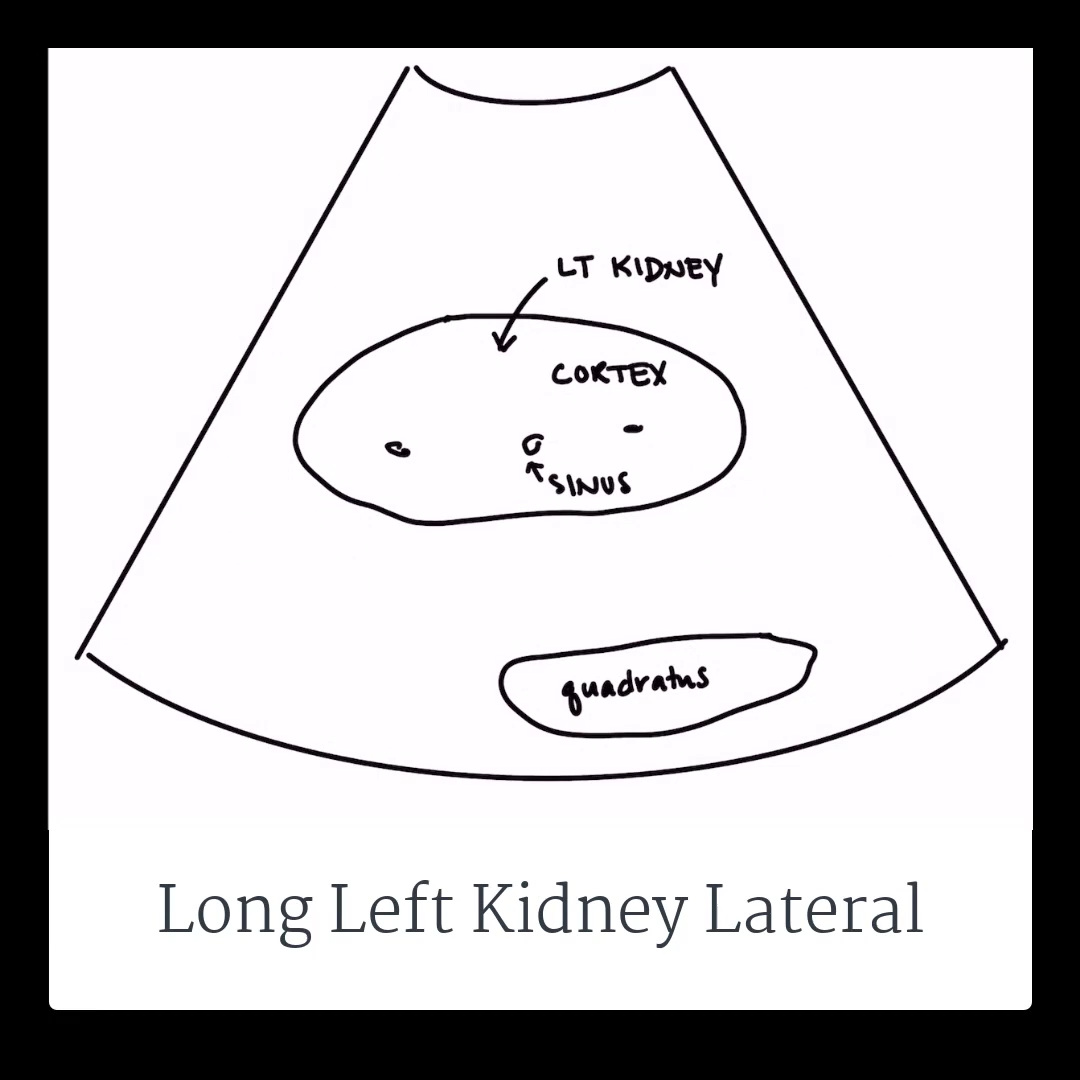 LT KIDNEY
CORTEX
SINUS
quadratus
Long Left Kidney Lateral